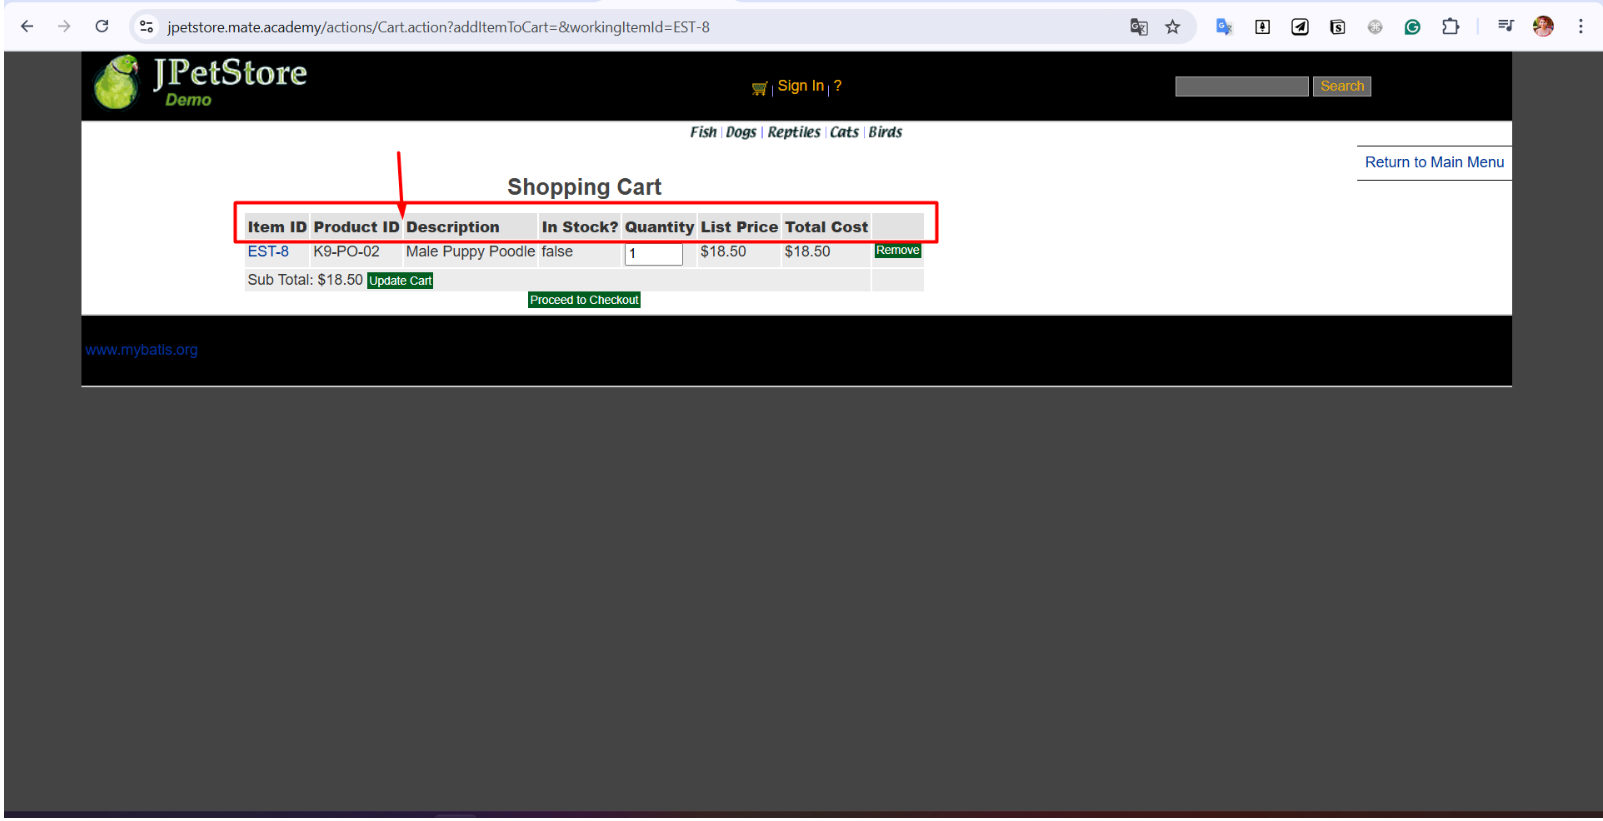 jpetstore.mate.academy/actions/Cart.action?addItemToCart=&workingItemId=EST-8
JPetStore
Demo
Sign In | ?
Search
Fish | Dogs | Reptiles | Cats | Birds
Return to Main Menu
Shopping Cart
Item ID Product ID Description In Stock? Quantity List Price Total Cost
EST-8 K9-PO-02 Male Puppy Poodle false 1 $18.50 $18.50 Remove
Sub Total: $18.50 Update Cart
Proceed to Checkout
www.mybatis.org